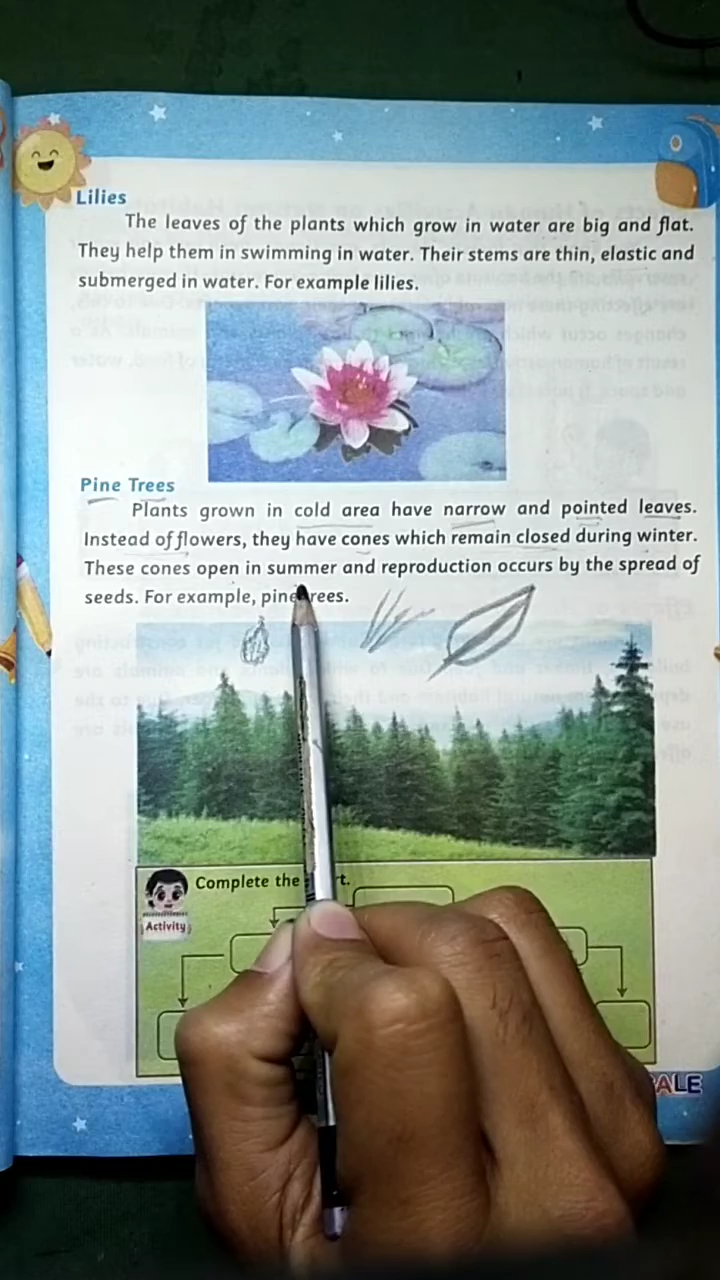 Lilies
The leaves of the plants which grow in water are big and flat.
They help them in swimming in water. Their stems are thin, elastic and
submerged in water. For example lilies.
Pine Trees
Plants grown in cold area have narrow and pointed leaves.
Instead of flowers, they have cones which remain closed during winter.
These cones open in summer and reproduction occurs by the spread of
seeds. For example,
Complete the
Activity